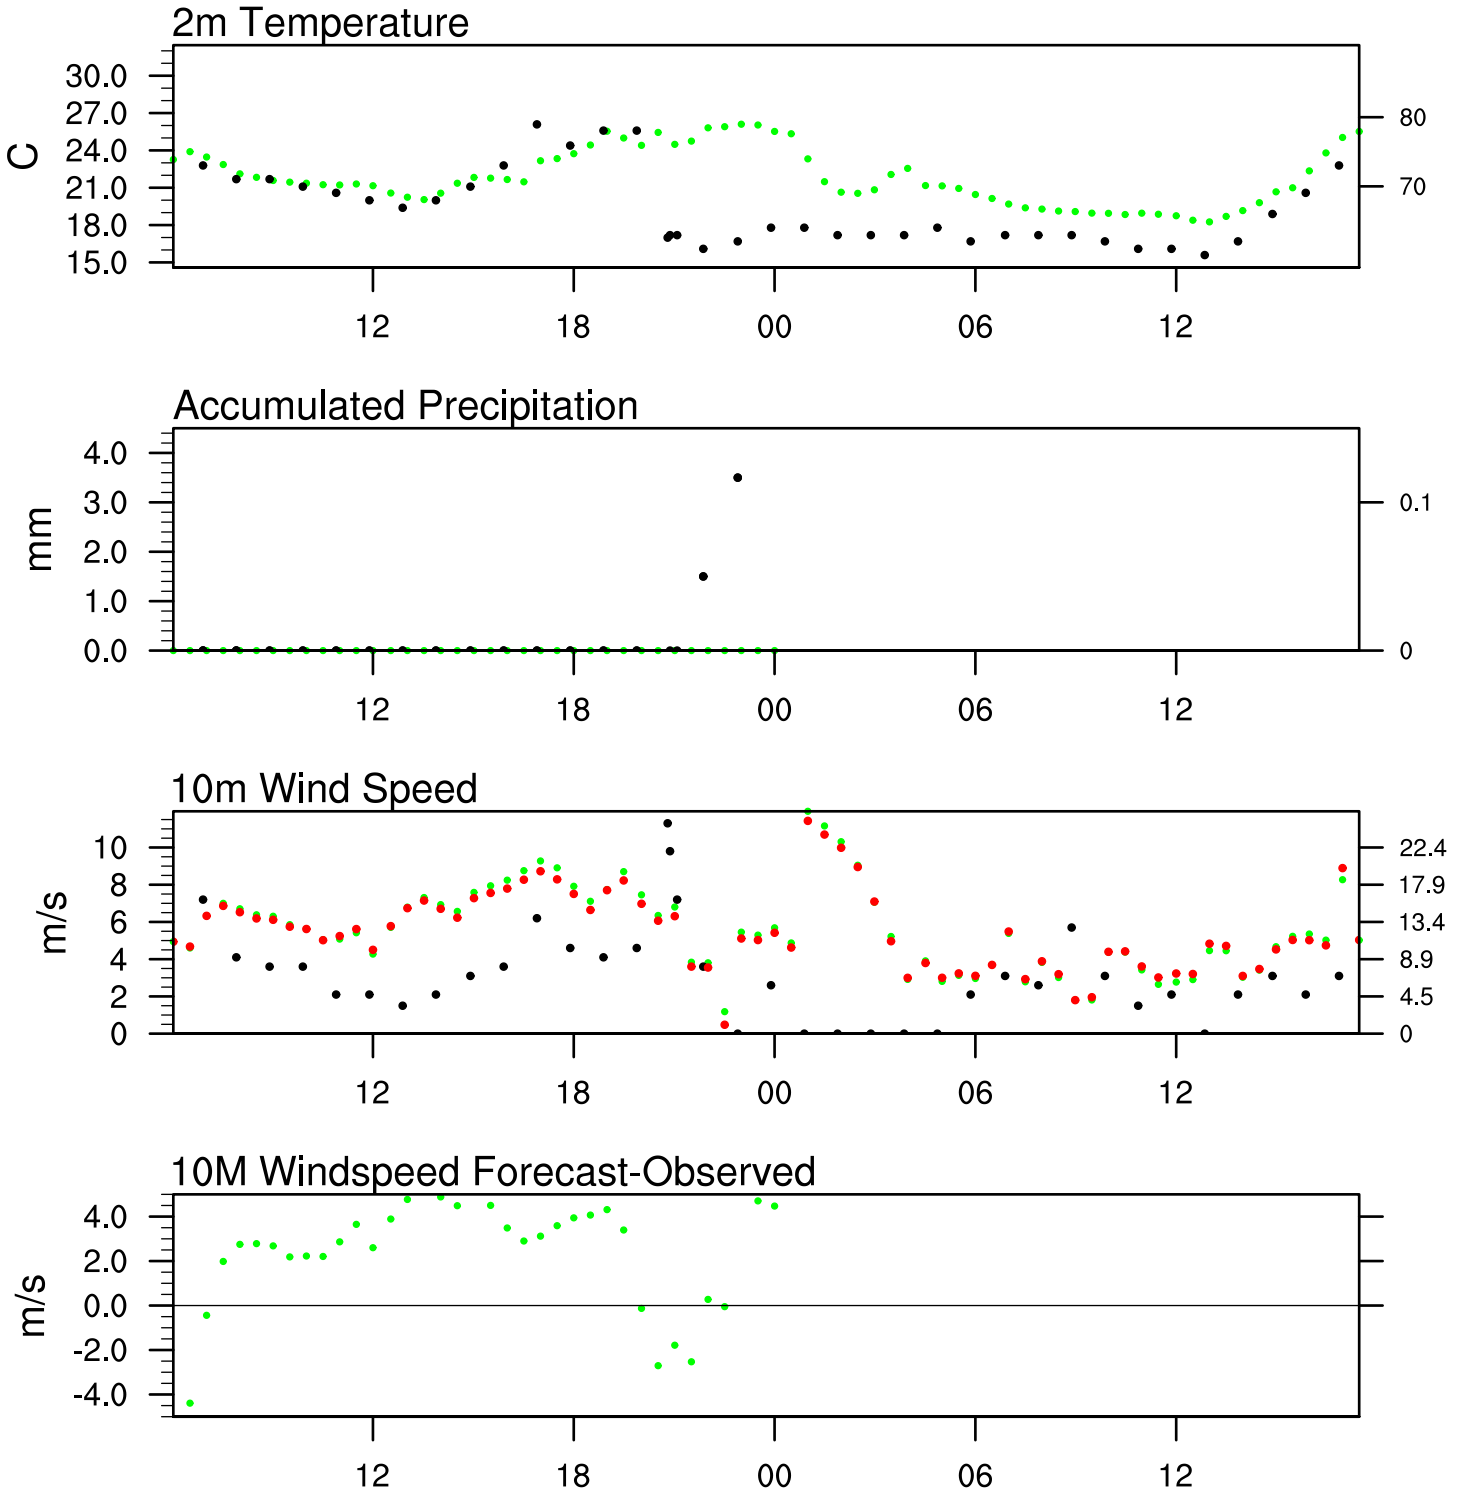 2m Temperature
30.0
27.0
24.0
21.0
18.0
15.0
C
80
70
12 18 00 06 12
Accumulated Precipitation
4.0
3.0
2.0
1.0
0.0
mm
0.1
0
12 18 00 06 12
10m Wind Speed
10
8
6
4
2
0
m/s
22.4
17.9
13.4
8.9
4.5
0
12 18 00 06 12
10M Windspeed Forecast-Observed
4.0
2.0
0.0
-2.0
-4.0
m/s
12 18 00 06 12